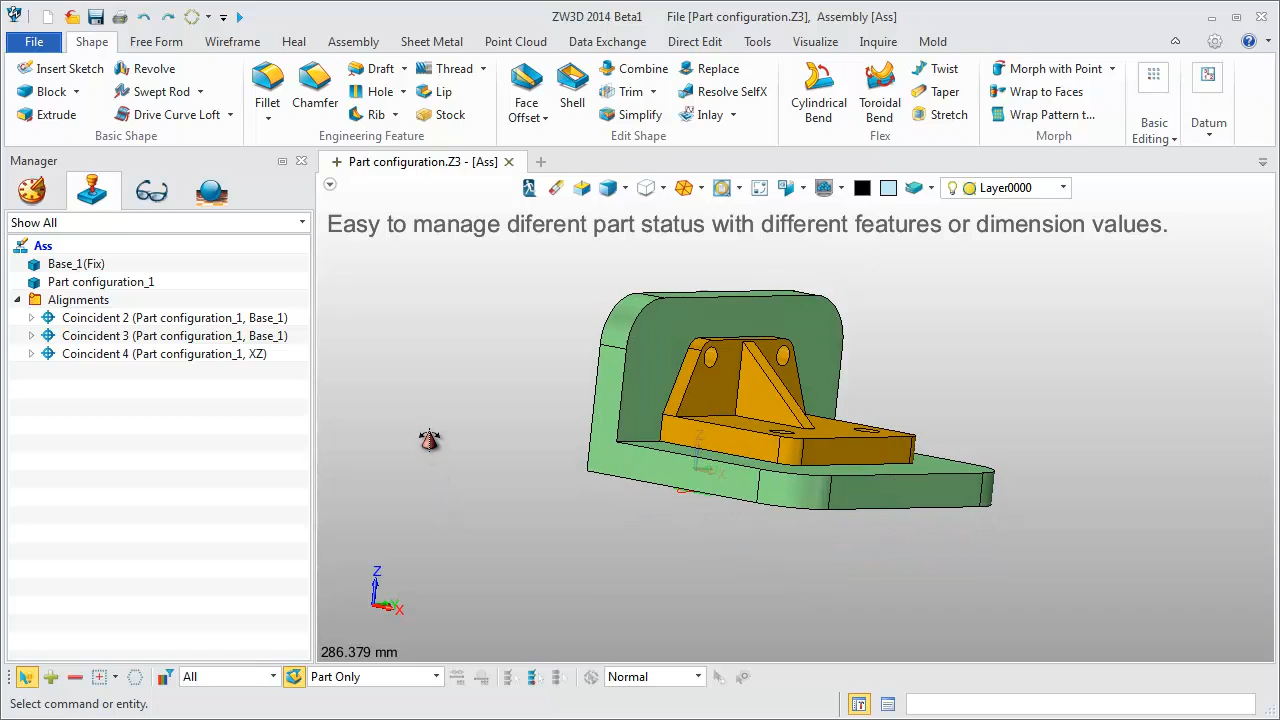 ZW3D 2014 Beta1 File [Part configuration.Z3], Assembly [Ass]
File Shape Free Form Wireframe Heal Assembly Sheet Metal Point Cloud Data Exchange Direct Edit Tools Visualize Inquire Mold
Insert Sketch Revolve Draft Thread Combine Replace Twist Morph with Point
Block Swept Rod Hole Lip Trim Resolve SelfX Taper Wrap to Faces
Extrude Drive Curve Loft Rib Stock Simplify Inlay Stretch Wrap Pattern t...
Fillet Chamfer Face Offset Shell Cylindrical Bend Toroidal Bend
Basic Shape Engineering Feature Edit Shape Flex Morph Basic Editing Datum
Manager
Part configuration.Z3 - [Ass]
Layer0000
Show All
Easy to manage diferent part status with different features or dimension values.
Ass
Base_1(Fix)
Part configuration_1
Alignments
Coincident 2 (Part configuration_1, Base_1)
Coincident 3 (Part configuration_1, Base_1)
Coincident 4 (Part configuration_1, XZ)
Z
X
Z
Y
X
286.379 mm
All Part Only Normal
Select command or entity.